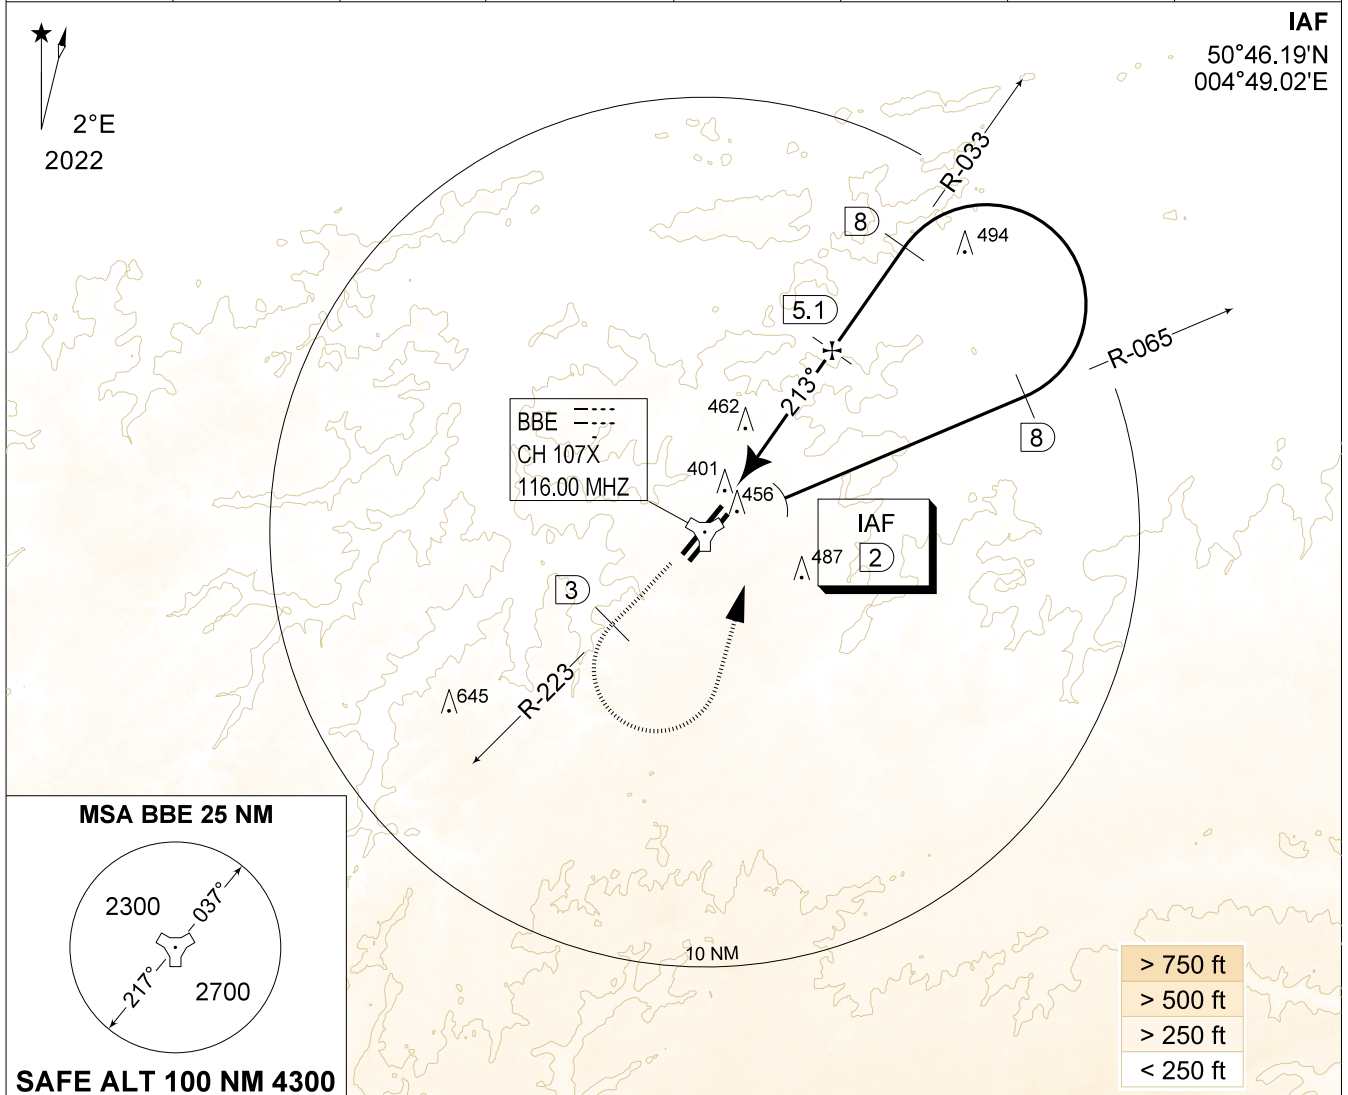 IAF
50°46.19'N
004°49.02'E
2°E
2022
R-033
8
494
5.1
R-065
213°
462
8
BBE
CH 107X
116.00 MHZ
401
456
IAF
2
487
3
R-223
645
10 NM
MSA BBE 25 NM
2300
037°
217°
2700
SAFE ALT 100 NM 4300
> 750 ft
> 500 ft
> 250 ft
< 250 ft